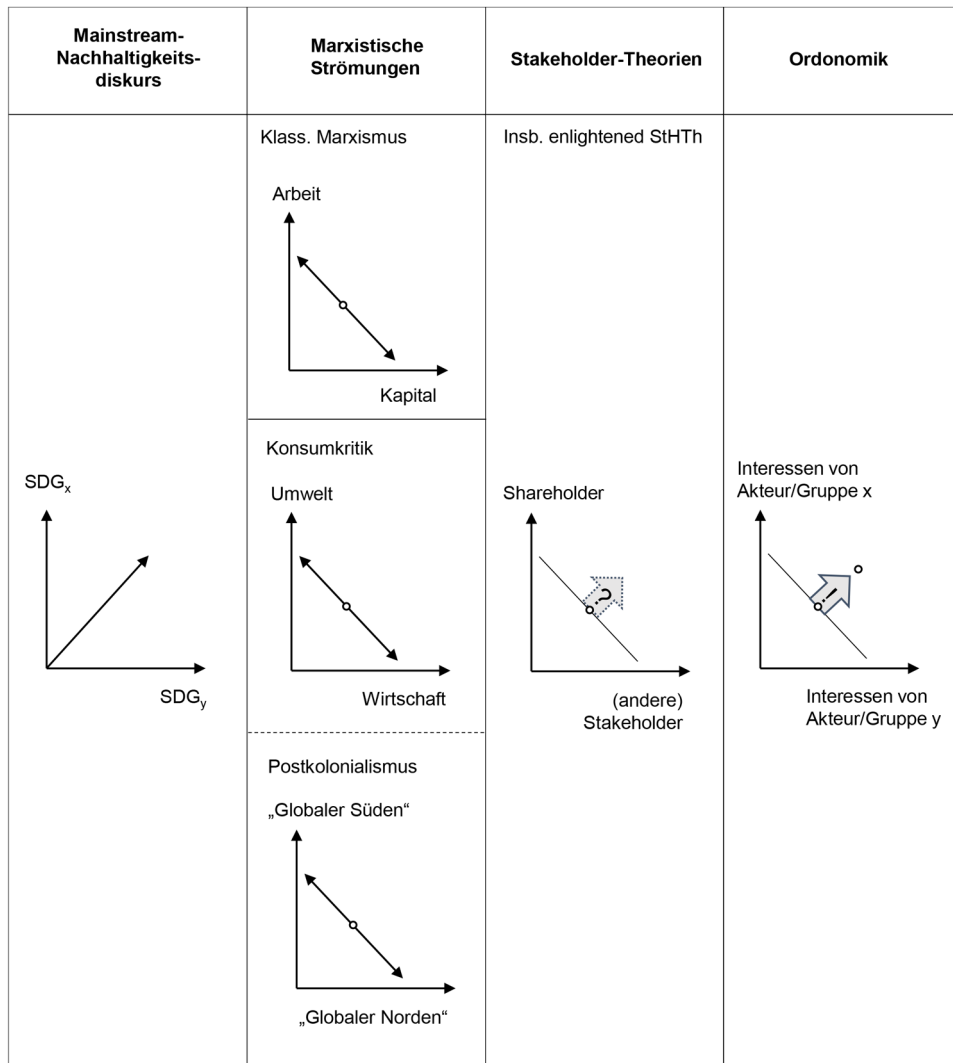 Mainstream-
Nachhaltigkeits-
diskurs
Marxistische
Strömungen
Stakeholder-Theorien
Ordonomik
SDGx
SDGy
Klass. Marxismus
Arbeit
Kapital
Konsumkritik
Umwelt
Wirtschaft
Postkolonialismus
„Globaler Süden“
„Globaler Norden“
Insb. enlightened StHTh
Shareholder
?
(andere)
Stakeholder
Interessen von
Akteur/Gruppe x
!
Interessen von
Akteur/Gruppe y